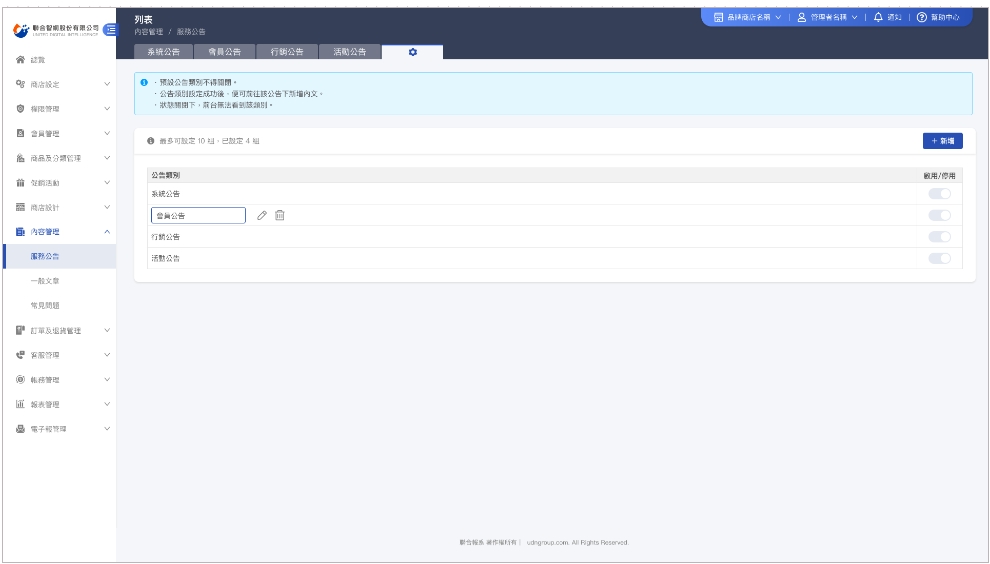 聯合智網股份有限公司
UNITED DIGITAL INTELLIGENCE
列表
內容管理 / 服務公告
品牌商店名稱
管理者名稱
通知
幫助中心
系統公告
會員公告
行銷公告
活動公告
總覽
商店設定
權限管理
會員管理
商品及分類管理
促銷活動
商店設計
內容管理
服務公告
一般文章
常見問題
訂單及退貨管理
客服管理
帳務管理
報表管理
電子報管理
· 預設公告類別不得關閉。
· 公告類別設定成功後，便可前往該公告下新增內文。
· 狀態關閉下，前台無法看到該類別。
最多可設定 10 組，已設定 4 組
+ 新增
公告類別
啟用/停用
系統公告
會員公告
行銷公告
活動公告
聯合報系 著作權所有 | udngroup.com. All Rights Reserved.